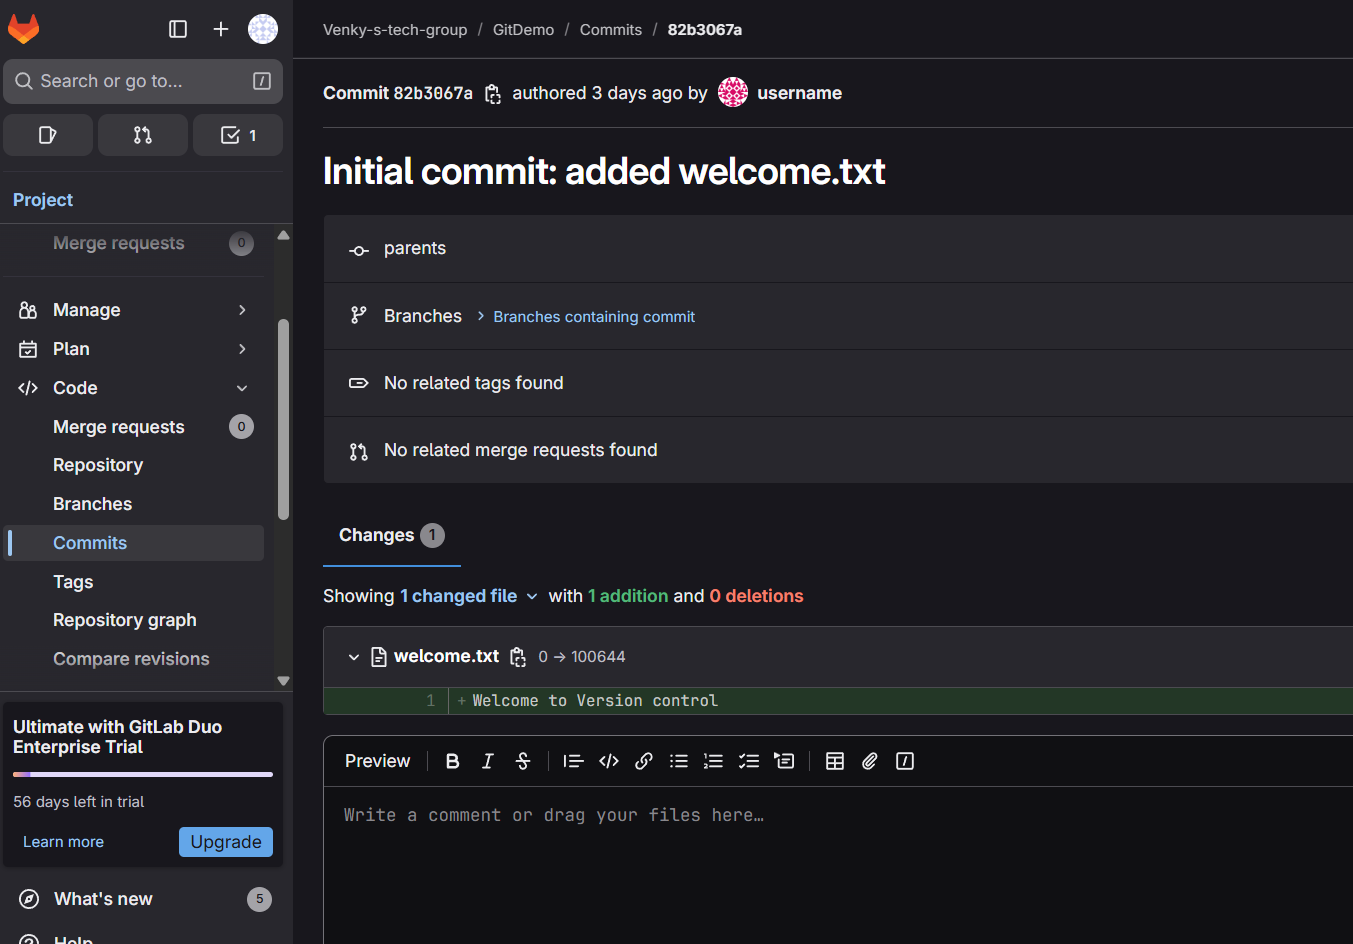 Venky-s-tech-group / GitDemo / Commits / 82b3067a
Search or go to... /
1
Project
Merge requests 0
Manage
Plan
Code
Merge requests 0
Repository
Branches
Commits
Tags
Repository graph
Compare revisions
Ultimate with GitLab Duo
Enterprise Trial
56 days left in trial
Learn more Upgrade
What's new 5
Help
Commit 82b3067a authored 3 days ago by username
Initial commit: added welcome.txt
parents
Branches > Branches containing commit
No related tags found
No related merge requests found
Changes 1
Showing 1 changed file with 1 addition and 0 deletions
welcome.txt 0 → 100644
1 + Welcome to Version control
Preview B I S
Write a comment or drag your files here…